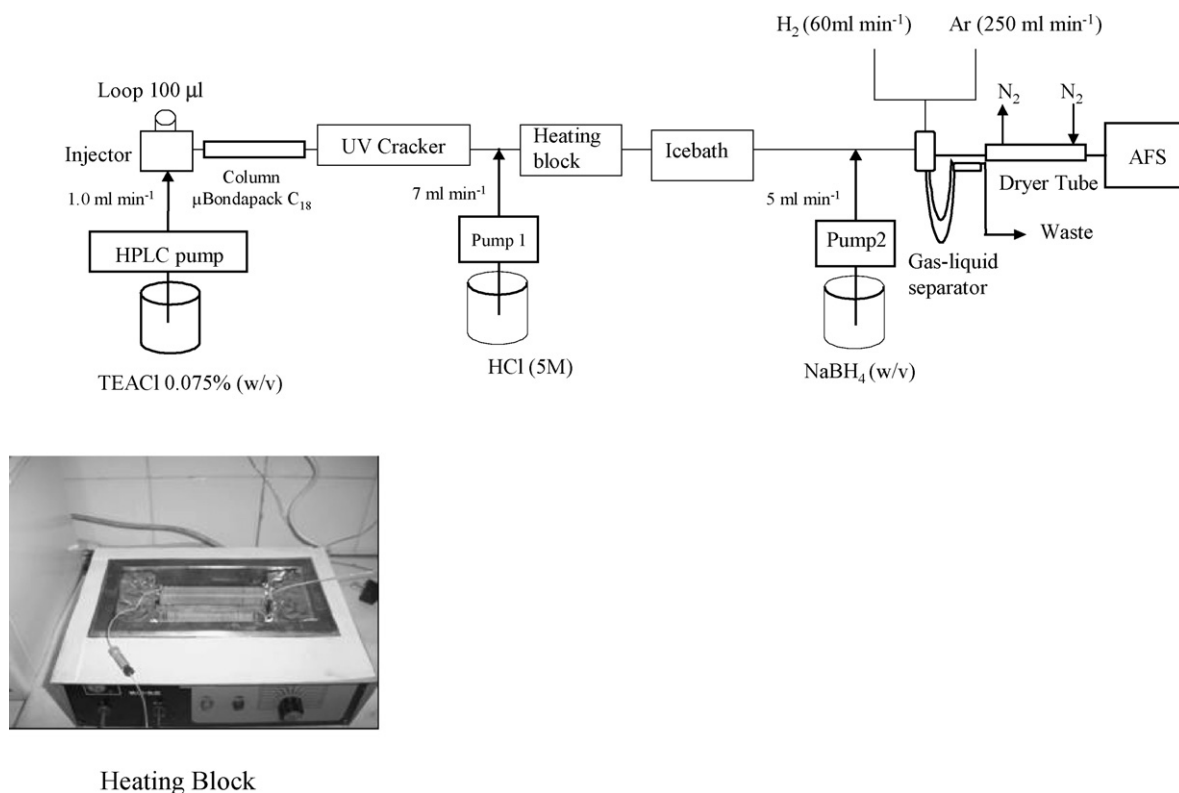 H₂ (60ml min⁻¹)
Ar (250 ml min⁻¹)
Loop 100 μl
N₂
N₂
Injector
UV Cracker
Heating
block
Icebath
AFS
Column
μBondapack C₁₈
Dryer Tube
1.0 ml min⁻¹
7 ml min⁻¹
5 ml min⁻¹
HPLC pump
Pump 1
Pump2
Waste
Gas-liquid
separator
TEACl 0.075% (w/v)
HCl (5M)
NaBH₄ (w/v)
Heating Block